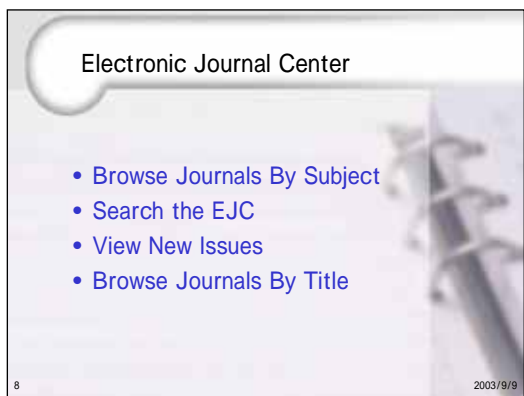 Electronic Journal Center
• Browse Journals By Subject
• Search the EJC
• View New Issues
• Browse Journals By Title
8
2003/9/9